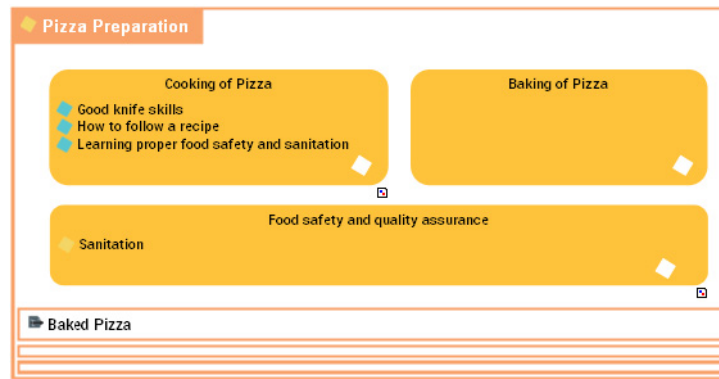 Pizza Preparation
Cooking of Pizza
Good knife skills
How to follow a recipe
Learning proper food safety and sanitation
Baking of Pizza
Food safety and quality assurance
Sanitation
Baked Pizza